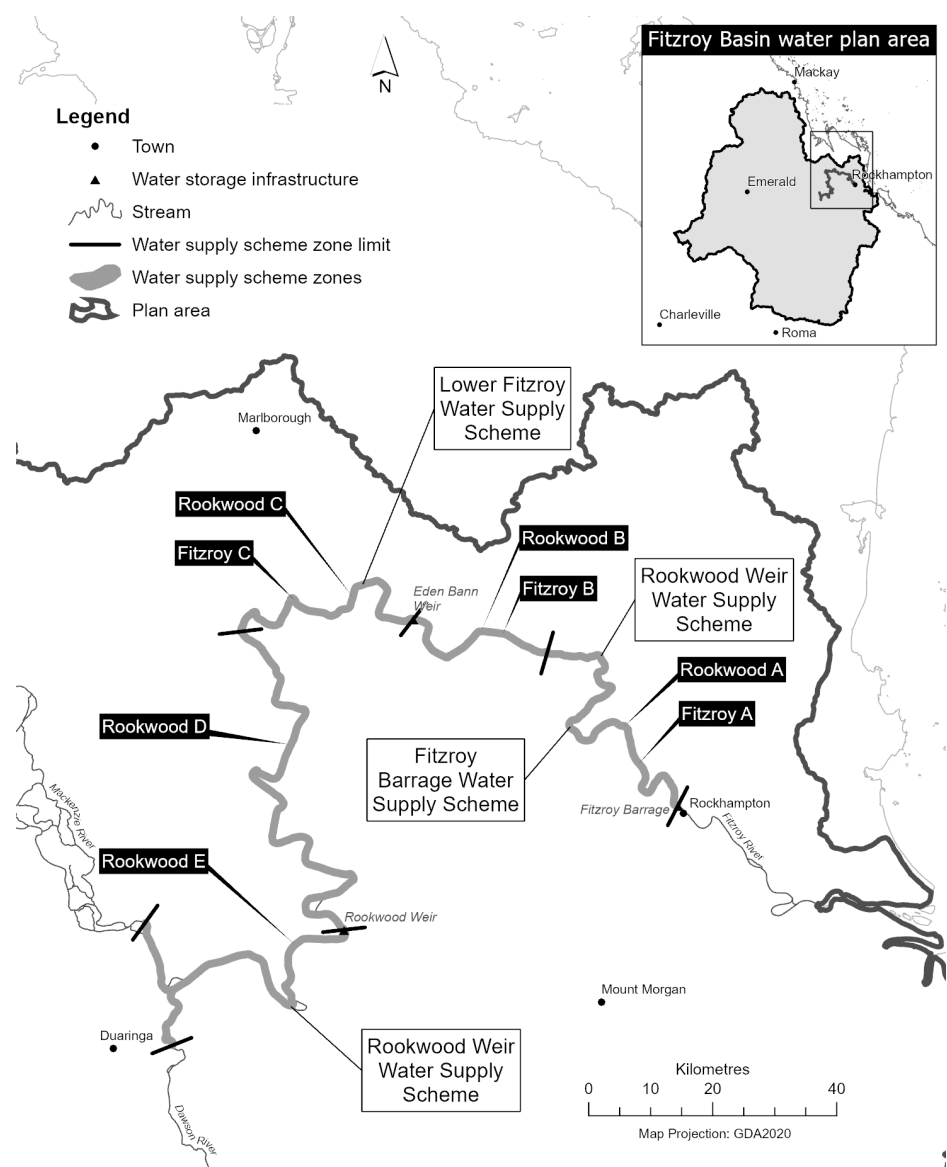 Fitzroy Basin water plan area
Mackay
Emerald
Rockhampton
Charleville
Roma
N
Legend
Town
Water storage infrastructure
Stream
Water supply scheme zone limit
Water supply scheme zones
Plan area
Lower Fitzroy
Water Supply
Scheme
Marlborough
Rookwood C
Fitzroy C
Eden Bann
Weir
Rookwood B
Fitzroy B
Rookwood Weir
Water Supply
Scheme
Rookwood A
Fitzroy A
Rookwood D
Fitzroy
Barrage Water
Supply Scheme
Mackenzie River
Fitzroy Barrage
Rockhampton
Fitzroy River
Rookwood E
Rookwood Weir
Mount Morgan
Duaringa
Rookwood Weir
Water Supply
Scheme
Dawson River
Kilometres
0 10 20 40
Map Projection: GDA2020